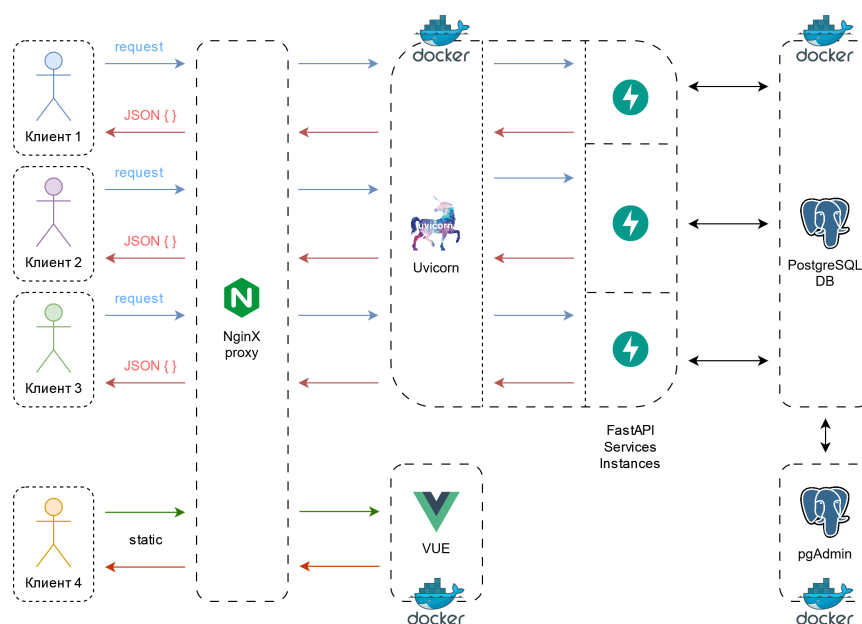 docker
docker
request
JSON { }
Клиент 1
request
JSON { }
Клиент 2
uvicorn
Uvicorn
PostgreSQL
DB
request
JSON { }
Клиент 3
NginX
proxy
FastAPI
Services
Instances
static
Клиент 4
VUE
docker
pgAdmin
docker